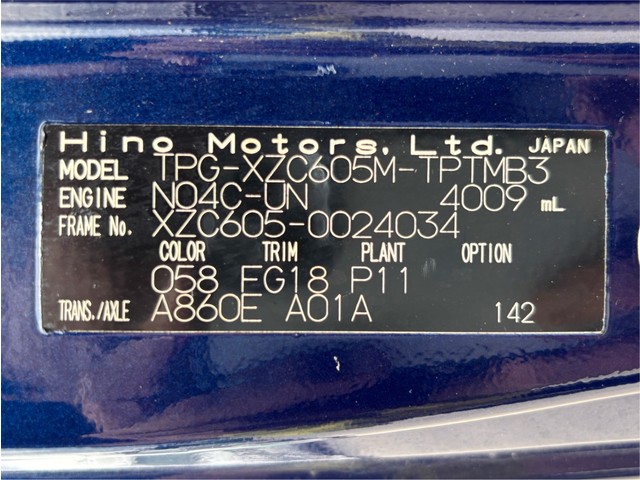 Hino Motors, Ltd. JAPAN
MODEL TPG-XZC605M-TPTMB3
ENGINE N04C-UN 4009 mL
FRAME No. XZC605-0024034
COLOR TRIM PLANT OPTION
058 FG18 P11
TRANS./AXLE A860E A01A 142